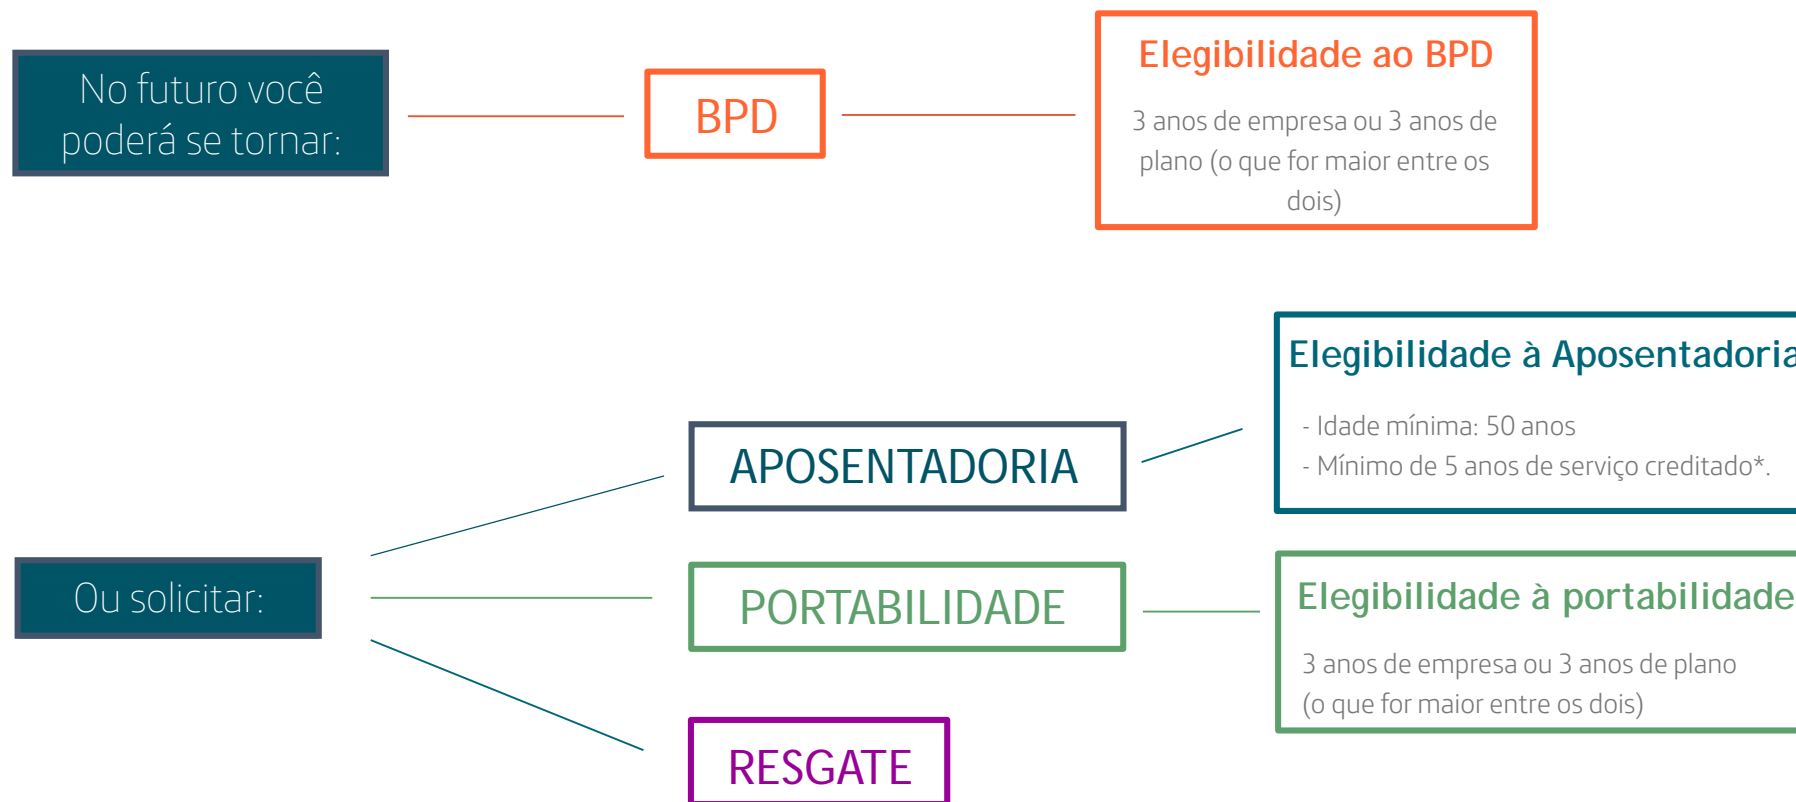 No futuro você
poderá se tornar:
BPD
Elegibilidade ao BPD
3 anos de empresa ou 3 anos de
plano (o que for maior entre os
dois)
Ou solicitar:
APOSENTADORIA
Elegibilidade à Aposentadoria
- Idade mínima: 50 anos
- Mínimo de 5 anos de serviço creditado*.
PORTABILIDADE
Elegibilidade à portabilidade
3 anos de empresa ou 3 anos de plano
(o que for maior entre os dois)
RESGATE